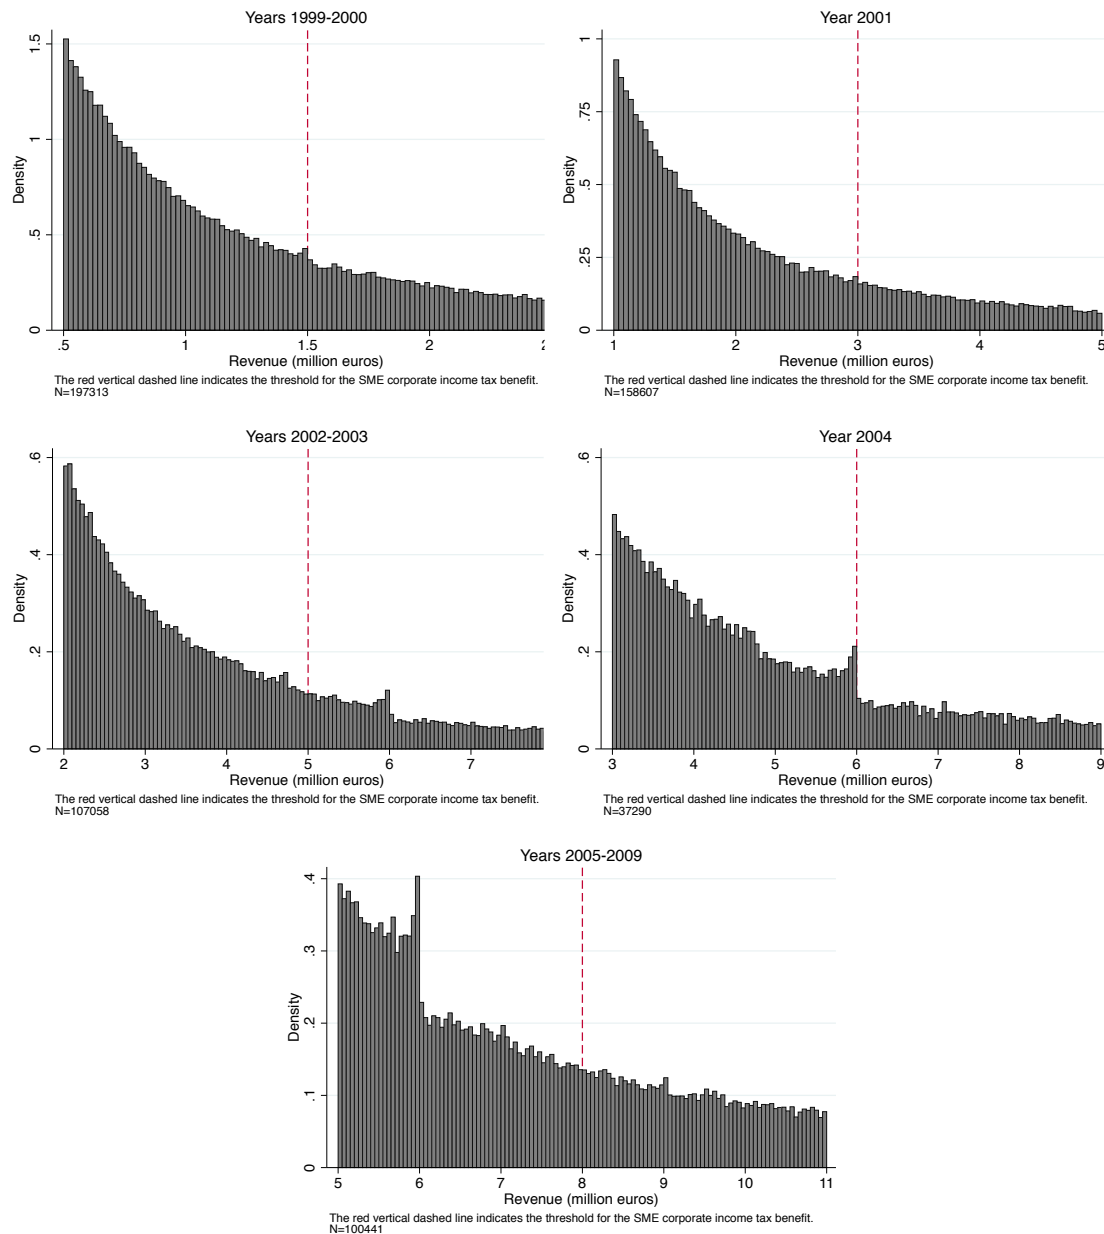 Years 1999-2000
Density
0
.5
1
1.5
.5
1
1.5
2
2
Revenue (million euros)
The red vertical dashed line indicates the threshold for the SME corporate income tax benefit.
N=197313
Year 2001
Density
0
.25
.5
.75
1
1
2
3
4
5
Revenue (million euros)
The red vertical dashed line indicates the threshold for the SME corporate income tax benefit.
N=158607
Years 2002-2003
Density
0
.2
.4
.6
2
3
4
5
6
7
Revenue (million euros)
The red vertical dashed line indicates the threshold for the SME corporate income tax benefit.
N=107058
Year 2004
Density
0
.2
.4
.6
3
4
5
6
7
8
9
Revenue (million euros)
The red vertical dashed line indicates the threshold for the SME corporate income tax benefit.
N=37290
Years 2005-2009
Density
0
.1
.2
.3
.4
5
6
7
8
9
10
11
Revenue (million euros)
The red vertical dashed line indicates the threshold for the SME corporate income tax benefit.
N=100441